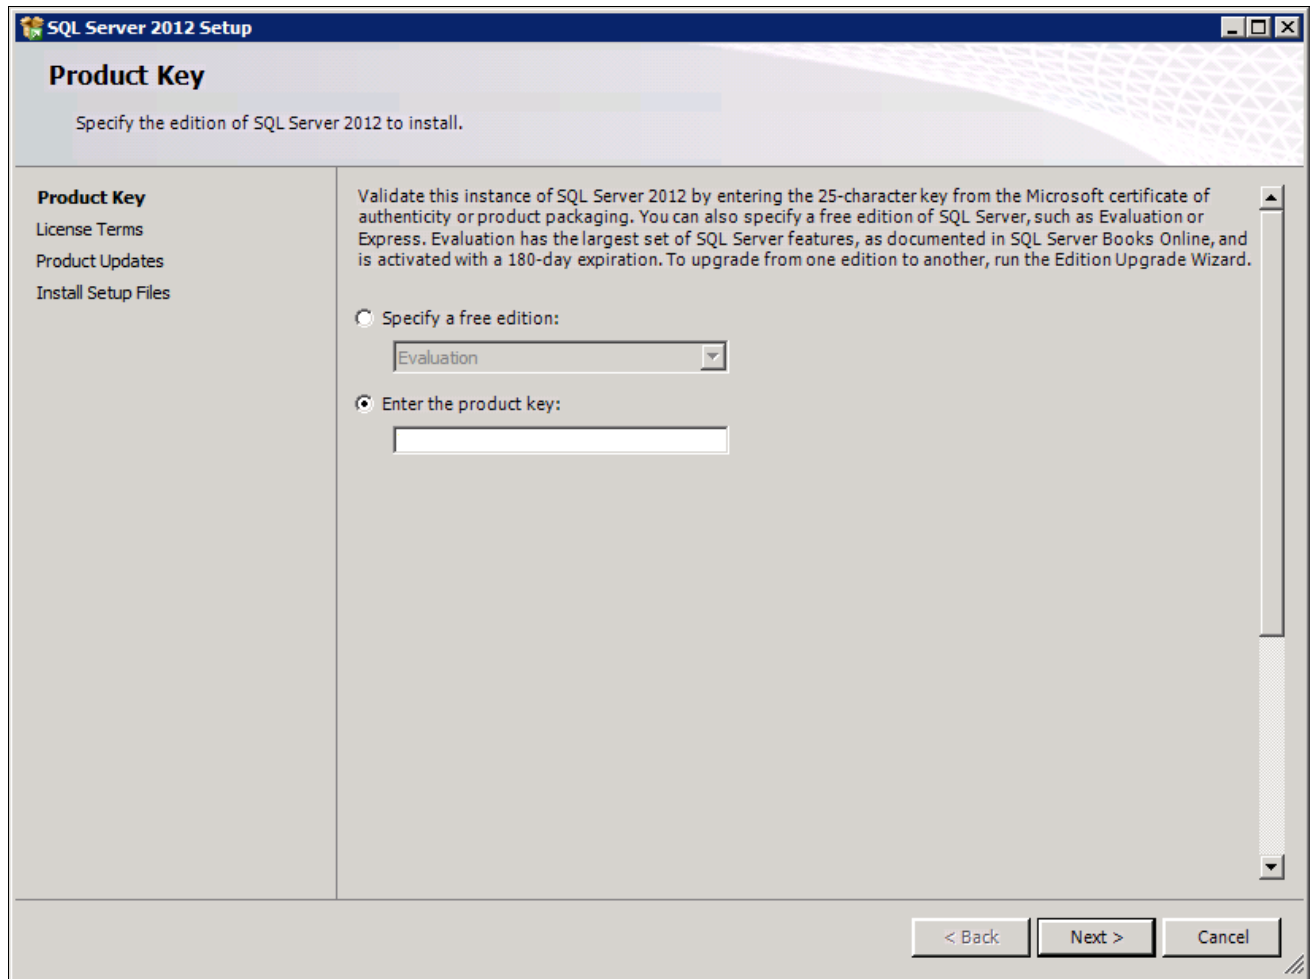 SQL Server 2012 Setup
Product Key
Specify the edition of SQL Server 2012 to install.
Product Key
License Terms
Product Updates
Install Setup Files
Validate this instance of SQL Server 2012 by entering the 25-character key from the Microsoft certificate of
authenticity or product packaging. You can also specify a free edition of SQL Server, such as Evaluation or
Express. Evaluation has the largest set of SQL Server features, as documented in SQL Server Books Online, and
is activated with a 180-day expiration. To upgrade from one edition to another, run the Edition Upgrade Wizard.
Specify a free edition:
Evaluation
Enter the product key:
< Back
Next >
Cancel